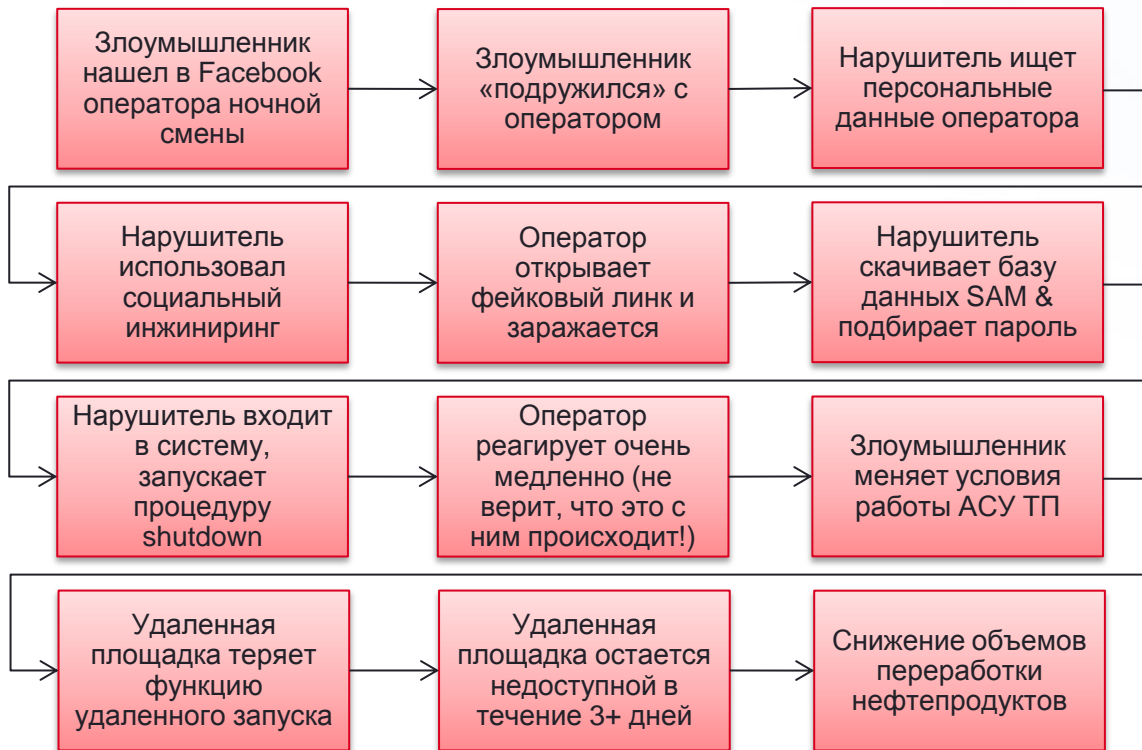 Злоумышленник
нашел в Facebook
оператора ночной
смены
Злоумышленник
«подружился» с
оператором
Нарушитель ищет
персональные
данные оператора
Нарушитель
использовал
социальный
инжиниринг
Оператор
открывает
фейковый линк и
заражается
Нарушитель
скачивает базу
данных SAM &
подбирает пароль
Нарушитель входит
в систему,
запускает
процедуру
shutdown
Оператор
реагирует очень
медленно (не
верит, что это с
ним происходит!)
Злоумышленник
меняет условия
работы АСУ ТП
Удаленная
площадка теряет
функцию
удаленного запуска
Удаленная
площадка остается
недоступной в
течение 3+ дней
Снижение объемов
переработки
нефтепродуктов